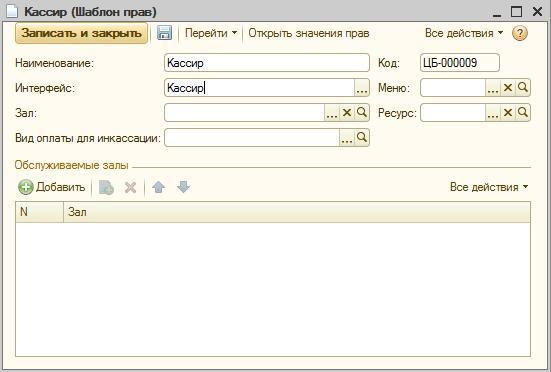 Кассир (Шаблон прав)
Записать и закрыть Перейти Открыть значения прав Все действия ?
Наименование: Кассир Код: ЦБ-000009
Интерфейс: Кассир ... Меню: ...
Зал: ... Ресурс: ...
Вид оплаты для инкассации: ...
Обслуживаемые залы
Добавить Все действия
N Зал